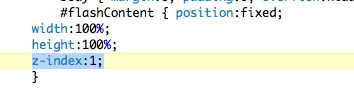 #flashContent { position:fixed;
width:100%;
height:100%;
z-index:1;
}